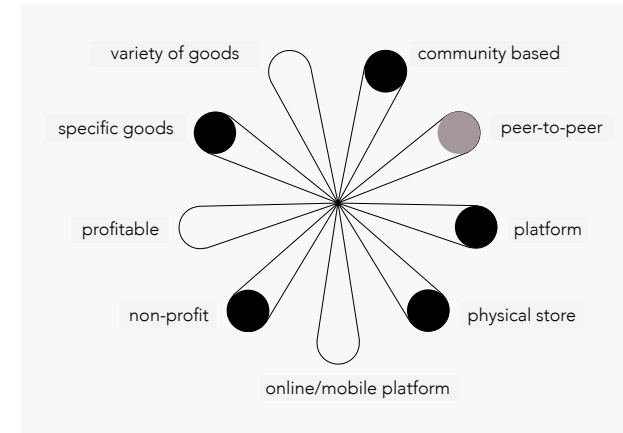 variety of goods
community based
specific goods
peer-to-peer
profitable
platform
non-profit
physical store
online/mobile platform